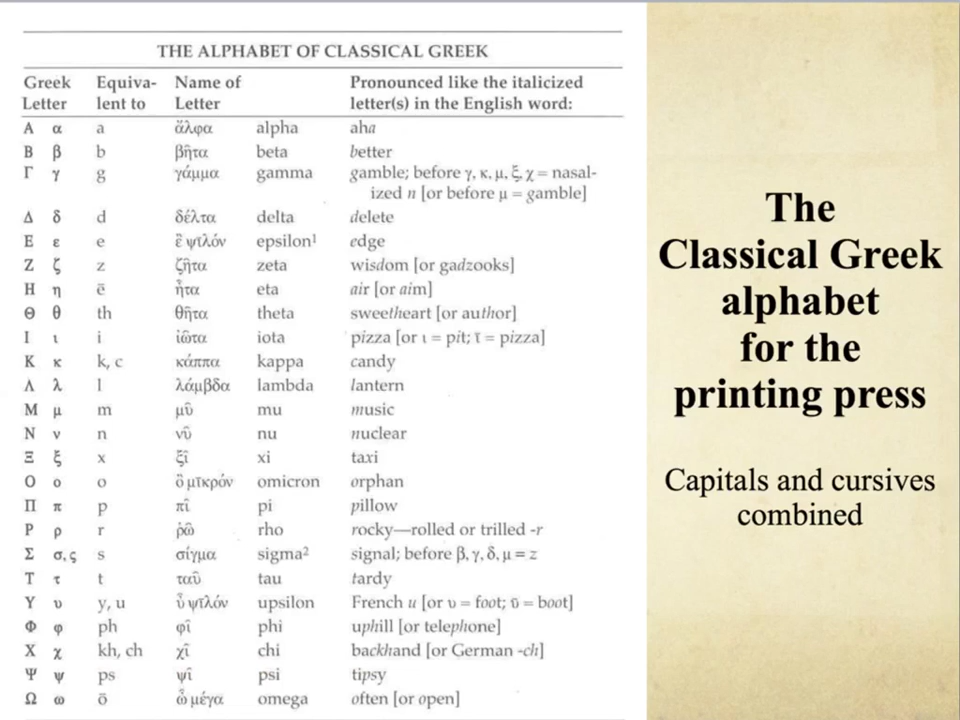 THE ALPHABET OF CLASSICAL GREEK
Greek Equiva- Name of Pronounced like the italicized
Letter lent to Letter letter(s) in the English word:
Α α a ἄλφα alpha aha
Β β b βῆτα beta better
Γ γ g γάμμα gamma gamble; before γ, κ, μ, ξ, χ = nasal-
ized n [or before μ = gamble]
Δ δ d δέλτα delta delete
Ε ε e ἒ ψῑλόν epsilon¹ edge
Ζ ζ z ζῆτα zeta wisdom [or gadzooks]
Η η ē ἦτα eta air [or aim]
Θ θ th θῆτα theta sweetheart [or author]
Ι ι i ἰῶτα iota pizza [or ι = pit; ῑ = pizza]
Κ κ k, c κάππα kappa candy
Λ λ l λάμβδα lambda lantern
Μ μ m μῦ mu music
Ν ν n νῦ nu nuclear
Ξ ξ x ξῖ xi taxi
Ο ο o ὂ μῑκρόν omicron orphan
Π π p πῖ pi pillow
Ρ ρ r ῥῶ rho rocky—rolled or trilled -r
Σ σ, ς s σίγμα sigma² signal; before β, γ, δ, μ = z
Τ τ t ταῦ tau tardy
Υ υ y, u ὖ ψῑλόν upsilon French u [or υ = foot; ῡ = boot]
Φ φ ph φῖ phi uphill [or telephone]
Χ χ kh, ch χῖ chi backhand [or German -ch]
Ψ ψ ps ψῖ psi tipsy
Ω ω ō ὦ μέγα omega often [or open]
The
Classical Greek
alphabet
for the
printing press
Capitals and cursives
combined